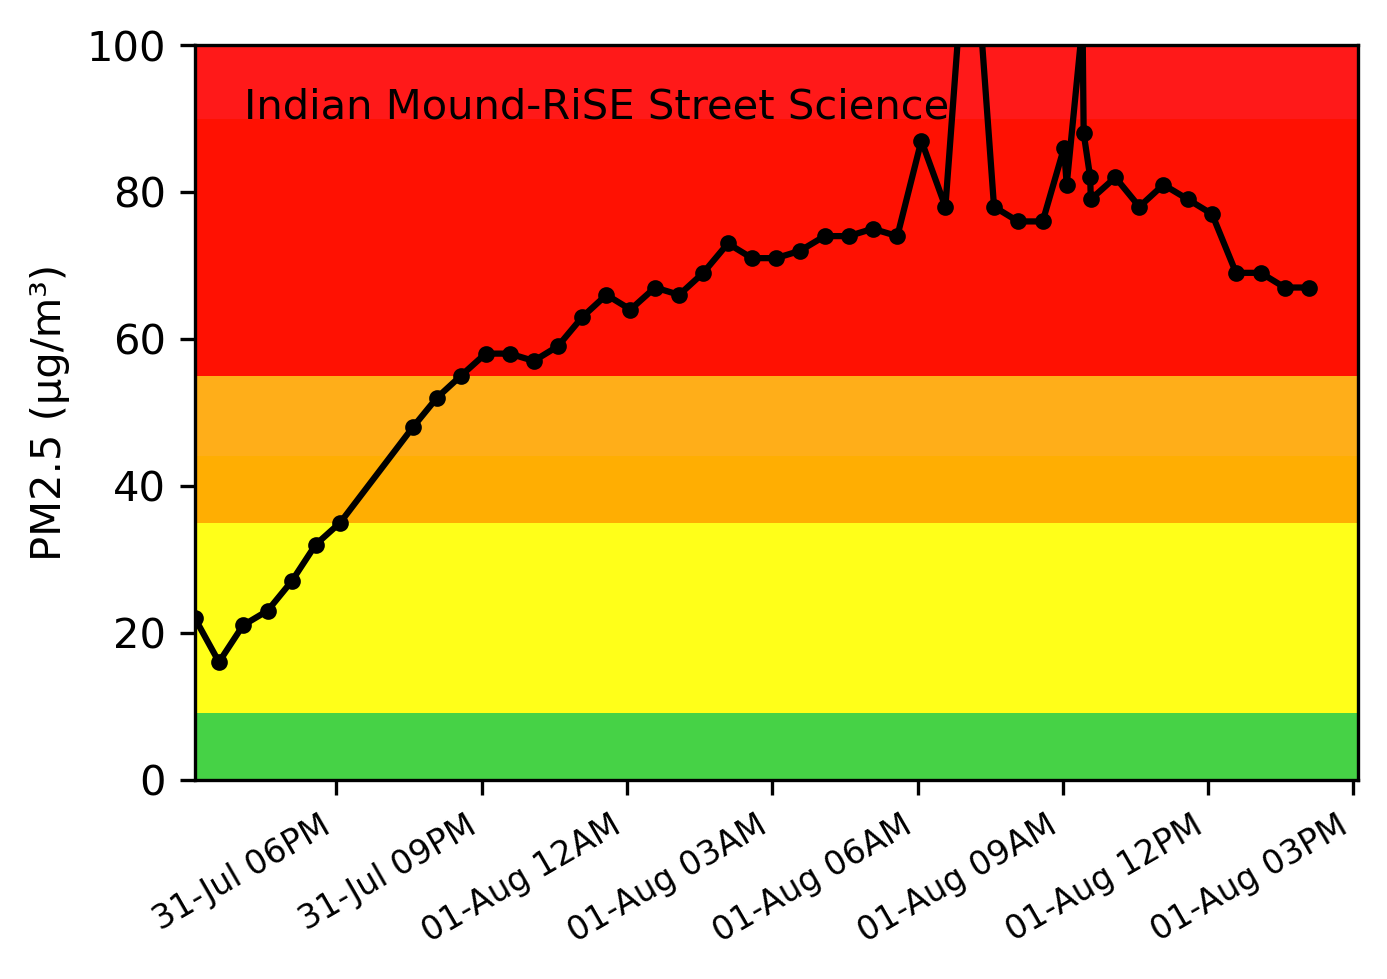 Indian Mound-RiSE Street Science
PM2.5 (µg/m³)
100
80
60
40
20
0
31-Jul 06PM
31-Jul 09PM
01-Aug 12AM
01-Aug 03AM
01-Aug 06AM
01-Aug 09AM
01-Aug 12PM
01-Aug 03PM